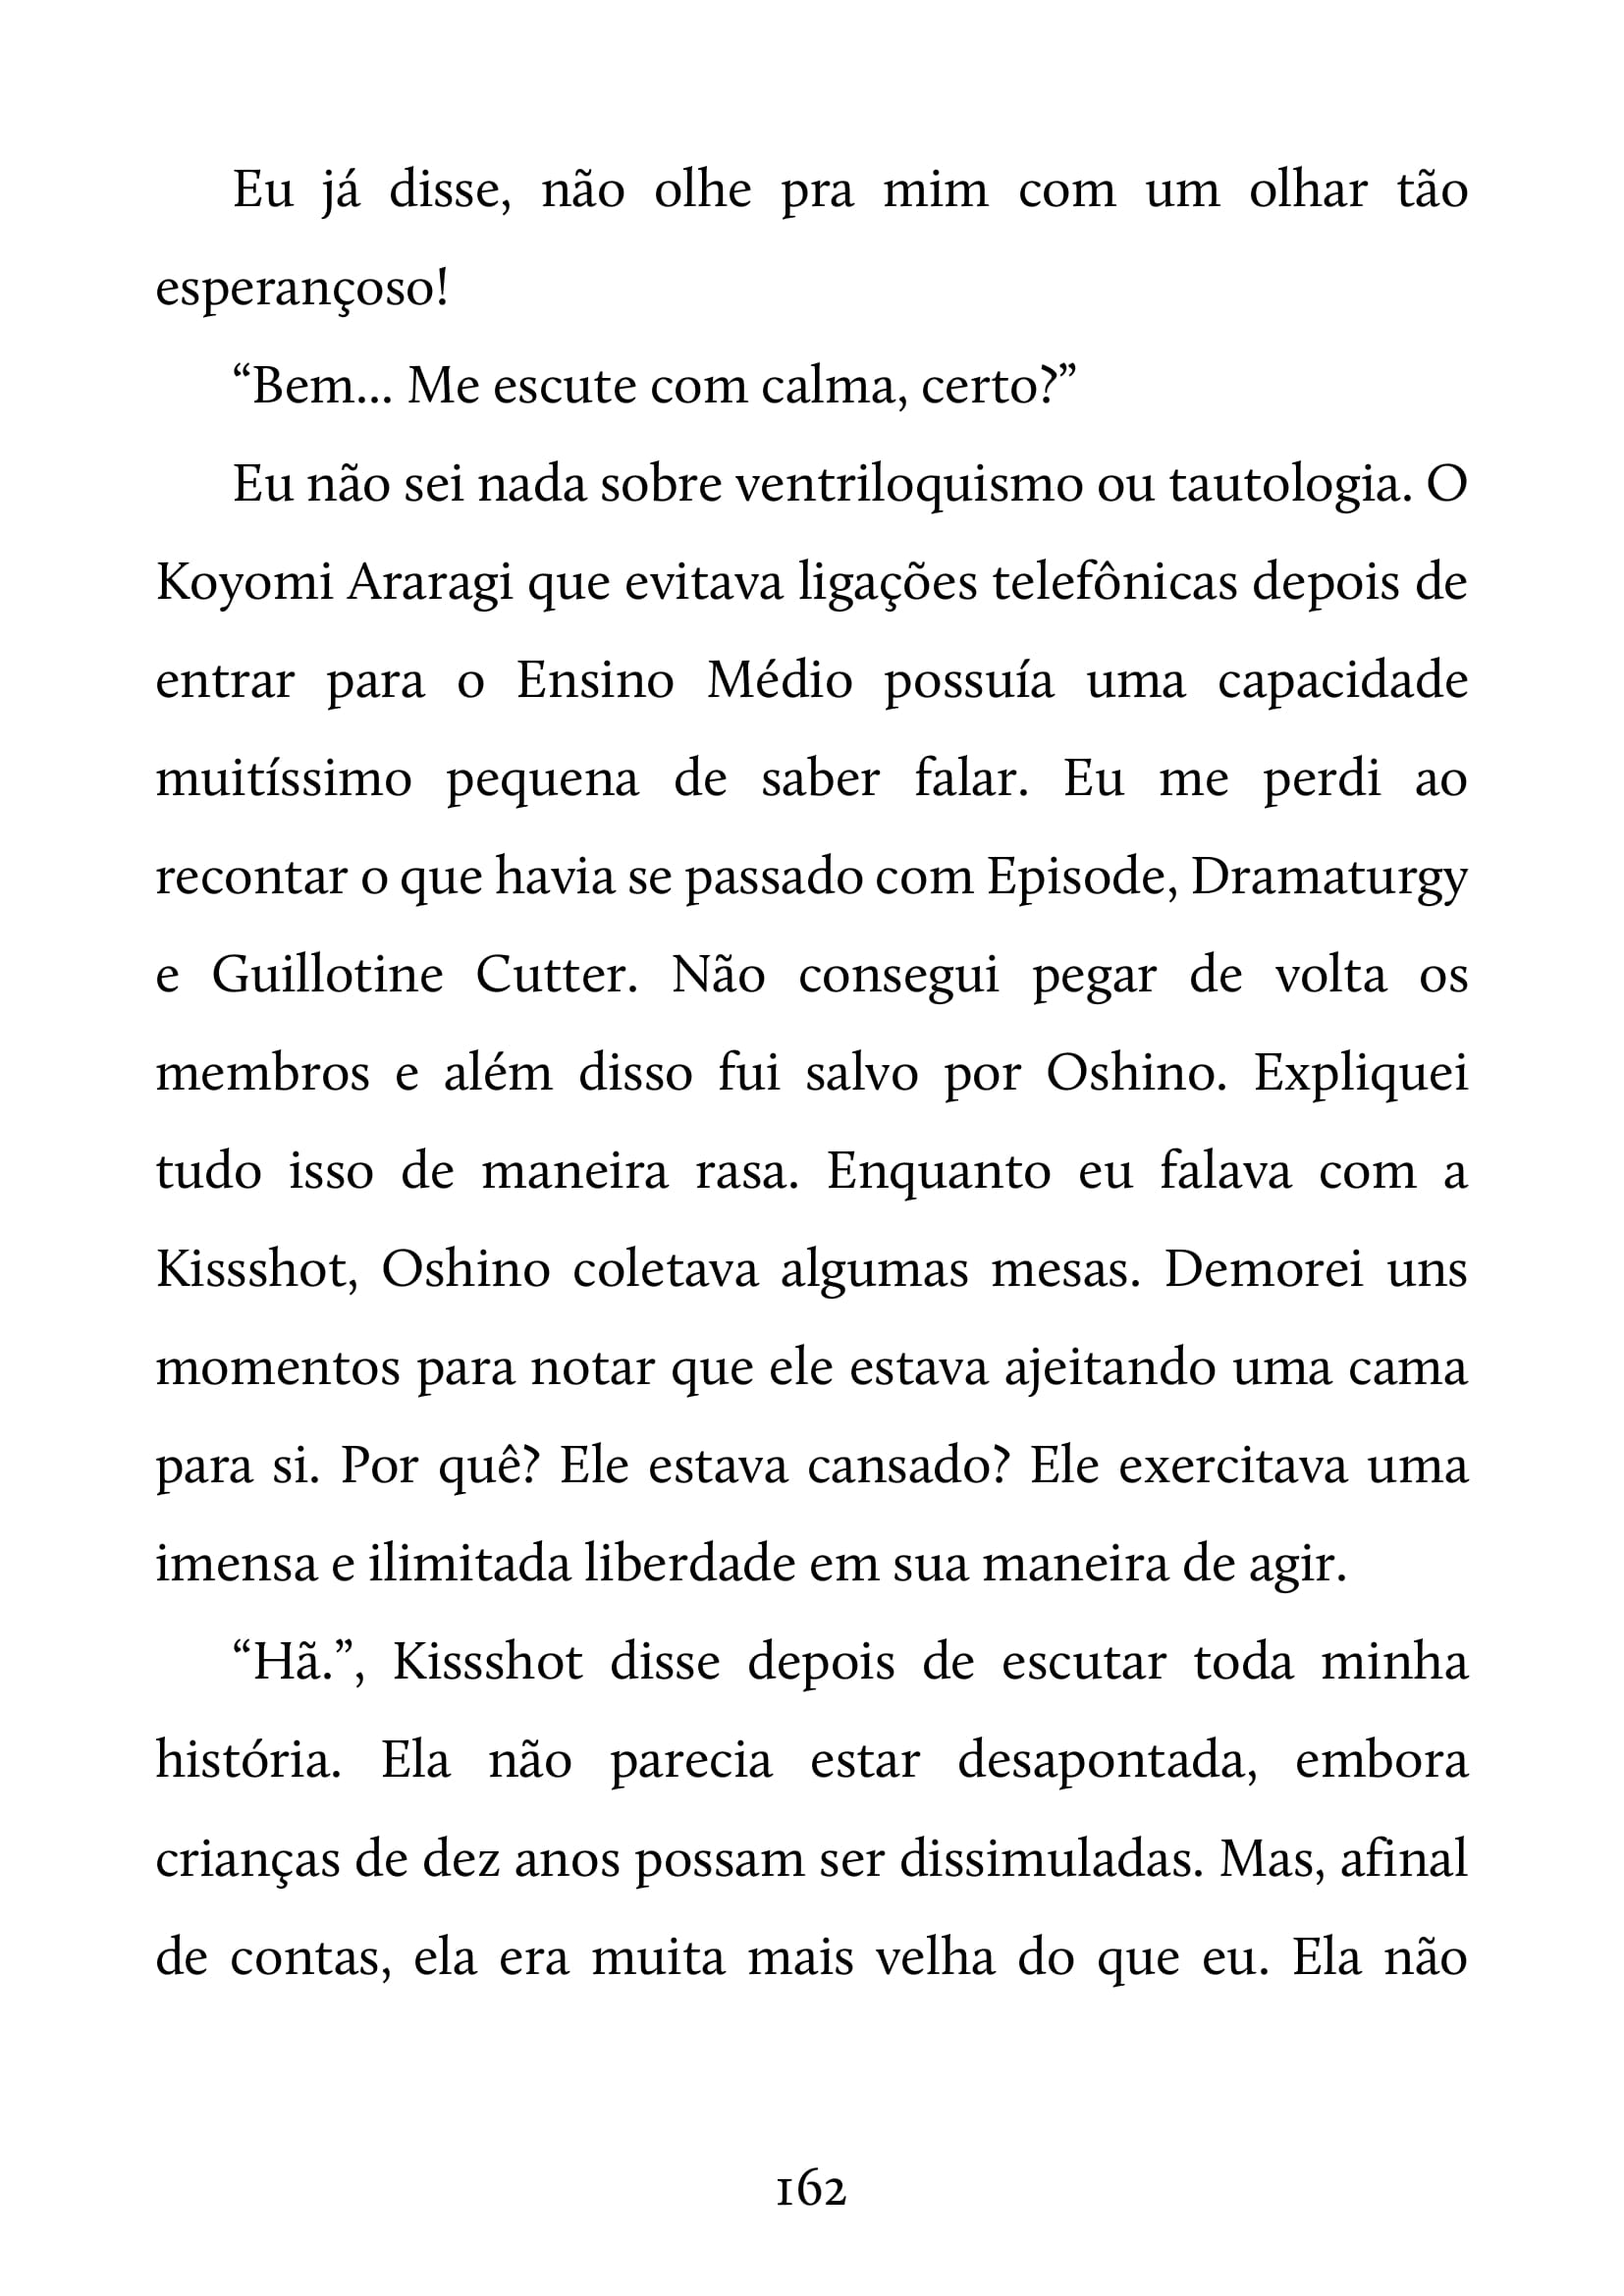 Eu já disse, não olhe pra mim com um olhar tão
esperançoso!
“Bem... Me escute com calma, certo?”
Eu não sei nada sobre ventriloquismo ou tautologia. O
Koyomi Araragi que evitava ligações telefônicas depois de
entrar para o Ensino Médio possuía uma capacidade
muitíssimo pequena de saber falar. Eu me perdi ao
recontar o que havia se passado com Episode, Dramaturgy
e Guillotine Cutter. Não consegui pegar de volta os
membros e além disso fui salvo por Oshino. Expliquei
tudo isso de maneira rasa. Enquanto eu falava com a
Kissshot, Oshino coletava algumas mesas. Demorei uns
momentos para notar que ele estava ajeitando uma cama
para si. Por quê? Ele estava cansado? Ele exercitava uma
imensa e ilimitada liberdade em sua maneira de agir.
“Hã.”, Kissshot disse depois de escutar toda minha
história. Ela não parecia estar desapontada, embora
crianças de dez anos possam ser dissimuladas. Mas, afinal
de contas, ela era muita mais velha do que eu. Ela não
162